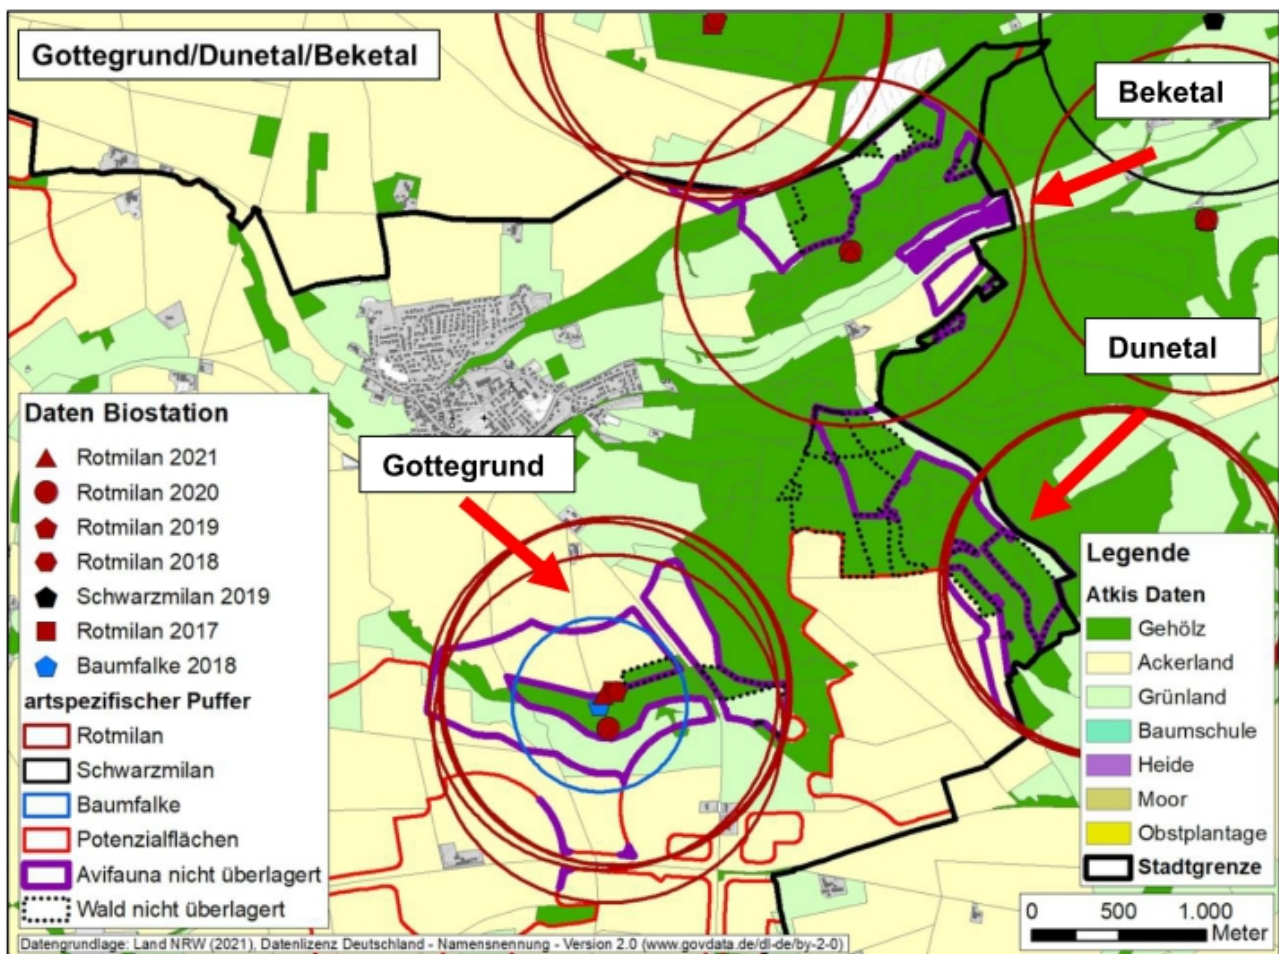 Gottegrund/Dunetal/Beketal
Beketal
Dunetal
Gottegrund
Daten Biostation
Rotmilan 2021
Rotmilan 2020
Rotmilan 2019
Rotmilan 2018
Schwarzmilan 2019
Rotmilan 2017
Baumfalke 2018
artspezifischer Puffer
Rotmilan
Schwarzmilan
Baumfalke
Potenzialflächen
Avifauna nicht überlagert
Wald nicht überlagert
Legende
Atkis Daten
Gehölz
Ackerland
Grünland
Baumschule
Heide
Moor
Obstplantage
Stadtgrenze
0 500 1.000
Meter
Datengrundlage: Land NRW (2021), Datenlizenz Deutschland - Namensnennung - Version 2.0 (www.govdata.de/dl-de/by-2-0)